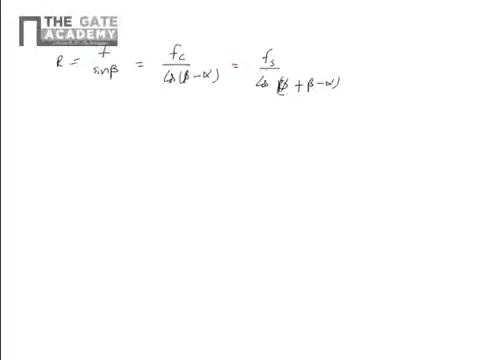 THE GATE
ACADEMY
R = f / sinβ = fc / cos(β - α) = fs / cos(φ + β - α)